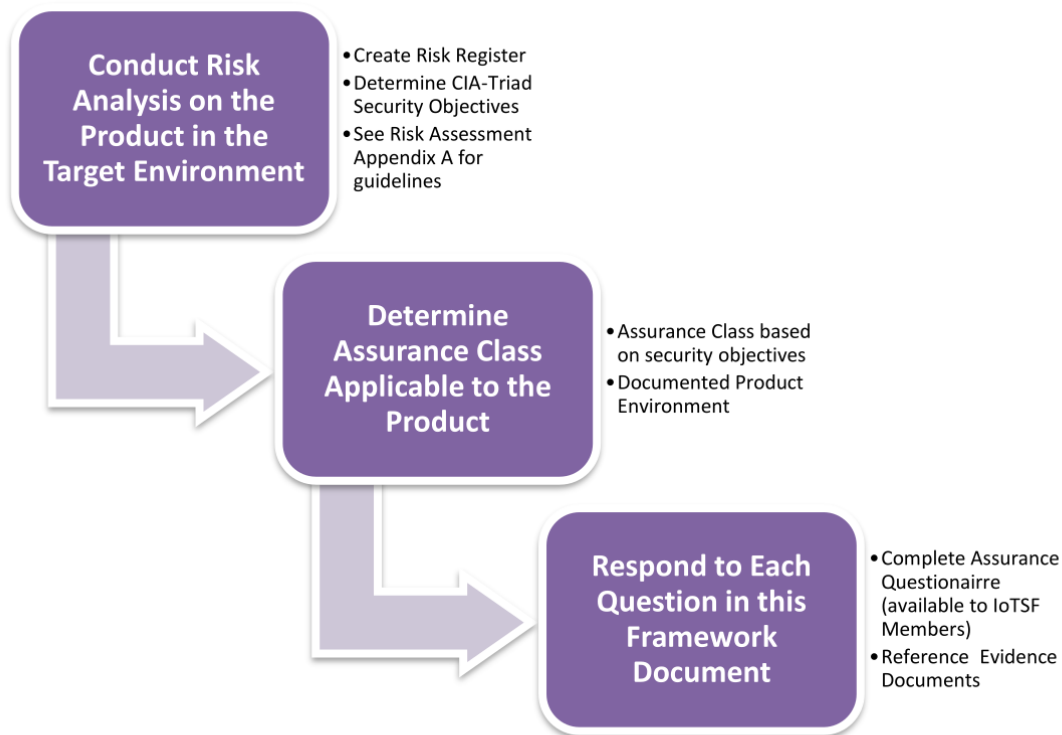 Conduct Risk
Analysis on the
Product in the
Target Environment
•Create Risk Register
•Determine CIA-Triad
Security Objectives
•See Risk Assessment
Appendix A for
guidelines
Determine
Assurance Class
Applicable to the
Product
•Assurance Class based
on security objectives
•Documented Product
Environment
Respond to Each
Question in this
Framework
Document
•Complete Assurance
Questionairre
(available to IoTSF
Members)
•Reference Evidence
Documents